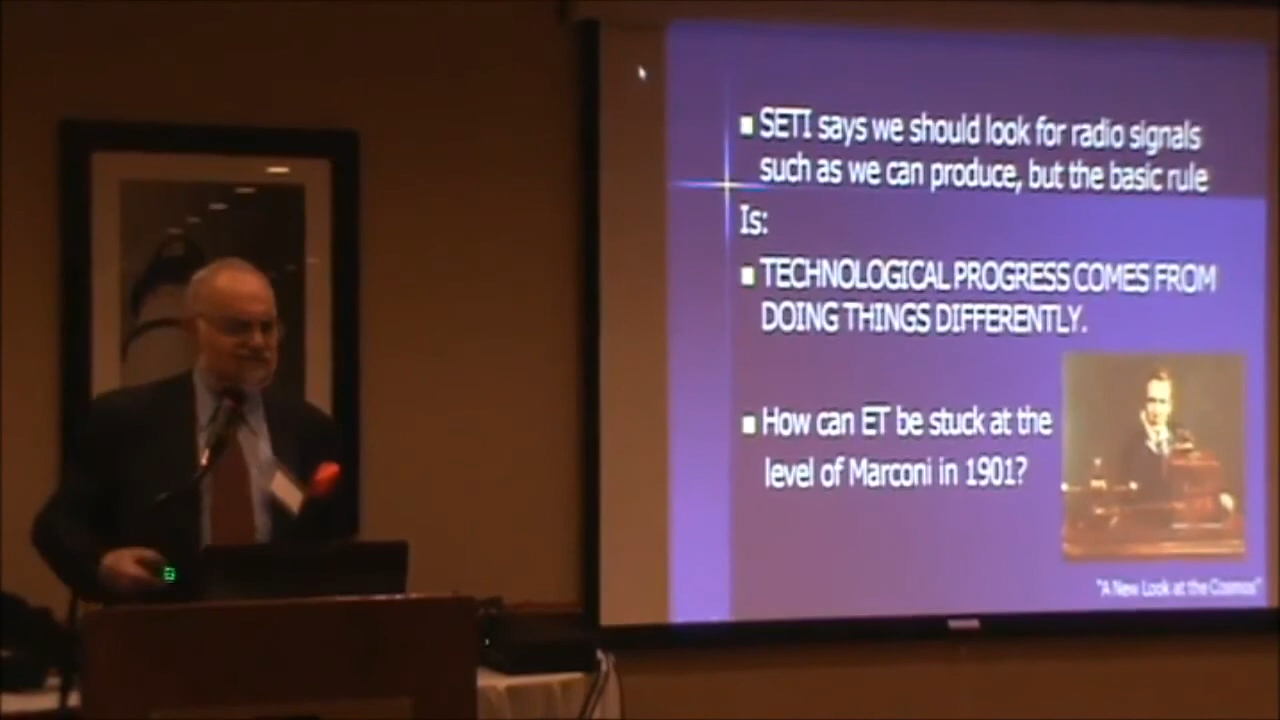 SETI says we should look for radio signals
such as we can produce, but the basic rule
Is:
TECHNOLOGICAL PROGRESS COMES FROM
DOING THINGS DIFFERENTLY.
How can ET be stuck at the
level of Marconi in 1901?
"A New Look at the Cosmos"